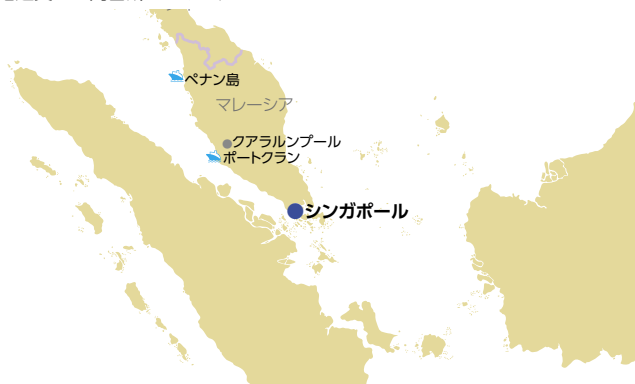 ペナン島
マレーシア
クアラルンプール
ポートクラン
シンガポール